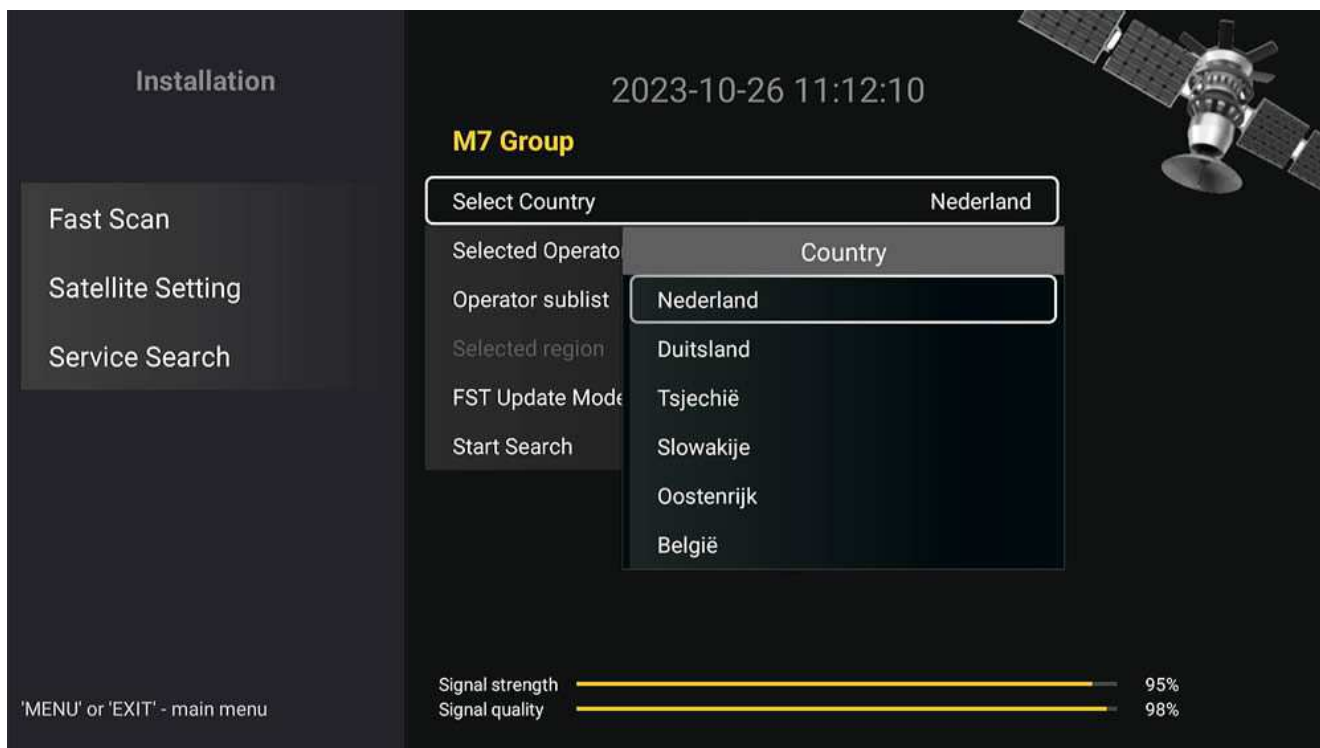 Installation
2023-10-26 11:12:10
M7 Group
Fast Scan
Satellite Setting
Service Search
Select Country Nederland
Selected Operato
Operator sublist
Selected region
FST Update Mode
Start Search
Country
Nederland
Duitsland
Tsjechië
Slowakije
Oostenrijk
België
Signal strength 95%
Signal quality 98%
'MENU' or 'EXIT' - main menu